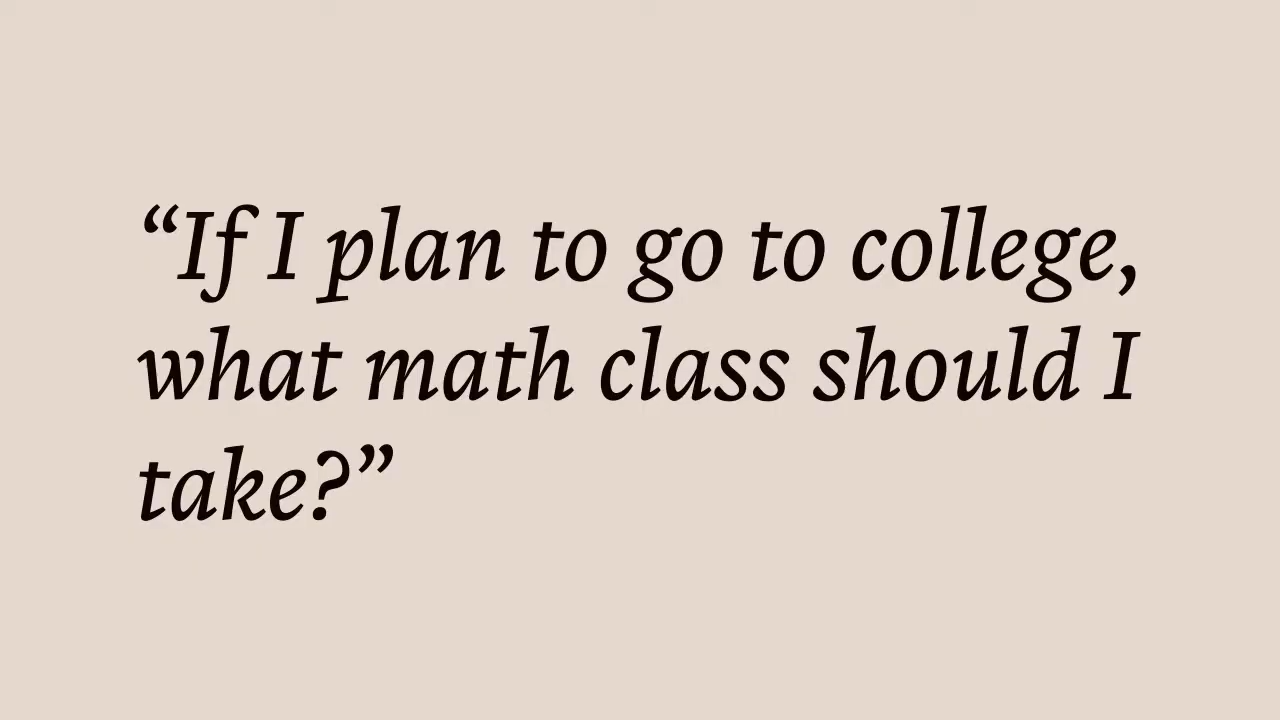 “If I plan to go to college,
what math class should I
take?”